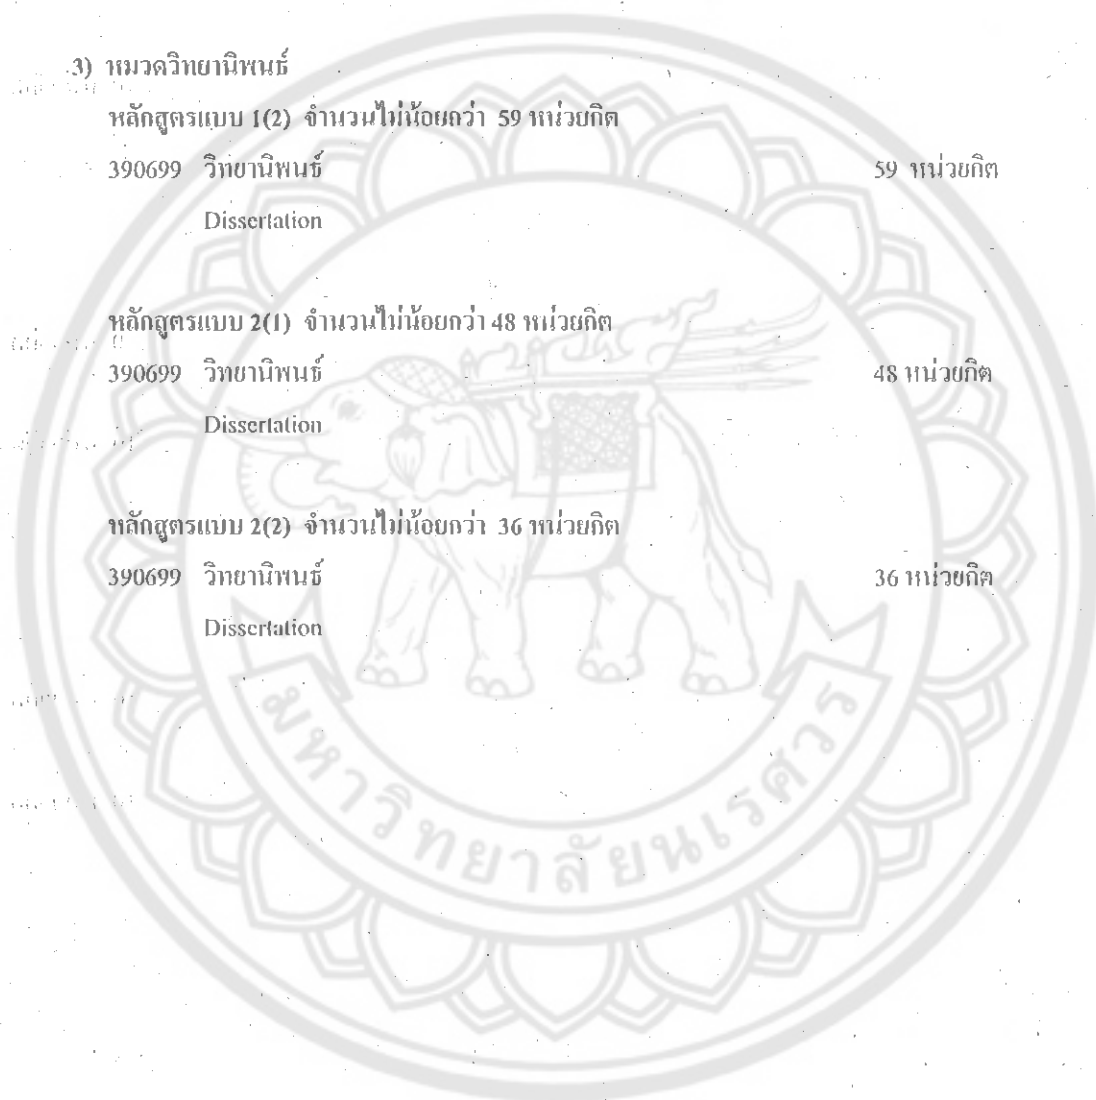 3) หมวดวิทยานิพนธ์
หลักสูตรแบบ 1(2) จำนวนไม่น้อยกว่า 59 หน่วยกิต
390699 วิทยานิพนธ์ 59 หน่วยกิต
Dissertation
หลักสูตรแบบ 2(1) จำนวนไม่น้อยกว่า 48 หน่วยกิต
390699 วิทยานิพนธ์ 48 หน่วยกิต
Dissertation
หลักสูตรแบบ 2(2) จำนวนไม่น้อยกว่า 36 หน่วยกิต
390699 วิทยานิพนธ์ 36 หน่วยกิต
Dissertation
มหาวิทยาลัยนเรศวร